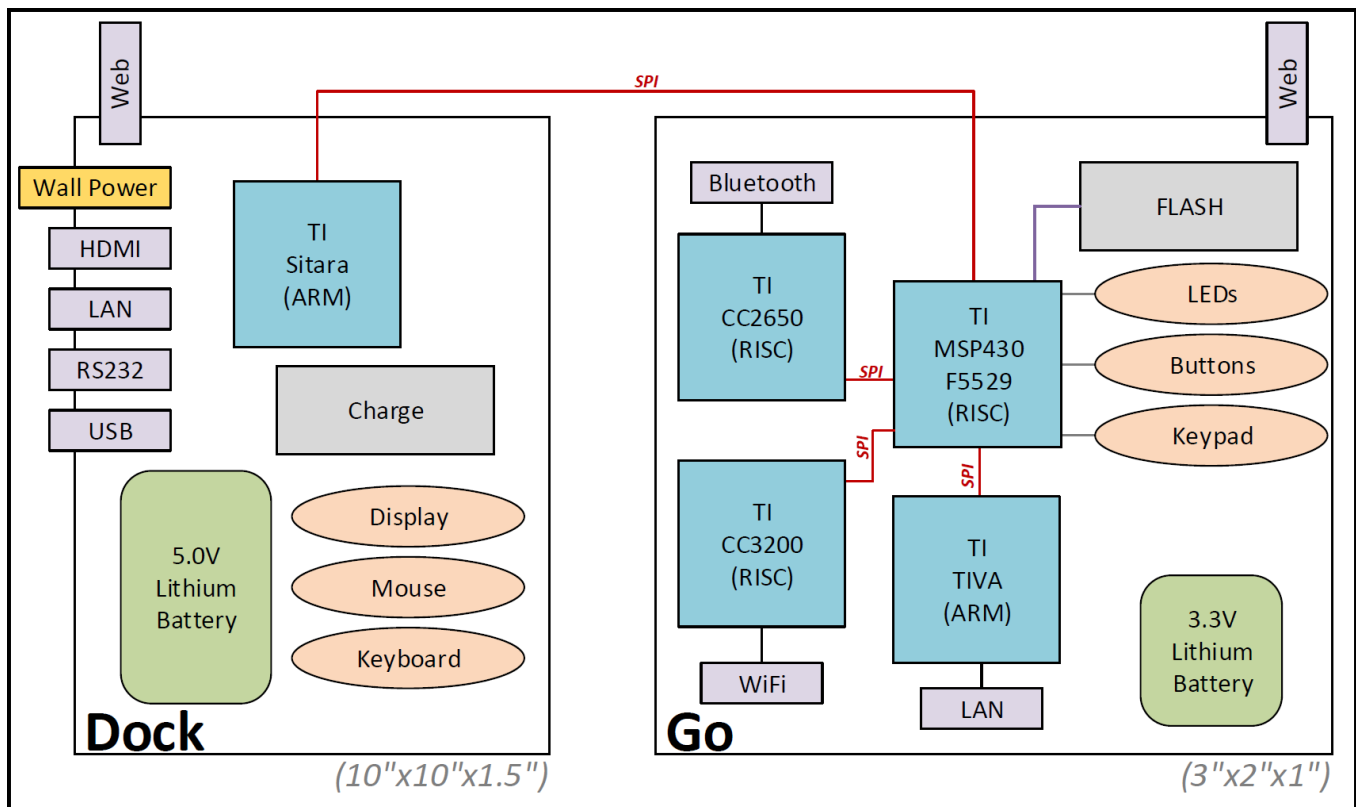 Web
SPI
Web
Wall Power
HDMI
LAN
RS232
USB
TI
Sitara
(ARM)
Charge
5.0V
Lithium
Battery
Display
Mouse
Keyboard
Dock
(10"x10"x1.5")
Bluetooth
TI
CC2650
(RISC)
SPI
TI
MSP430
F5529
(RISC)
FLASH
LEDs
Buttons
Keypad
SPI
SPI
TI
CC3200
(RISC)
WiFi
TI
TIVA
(ARM)
LAN
3.3V
Lithium
Battery
Go
(3"x2"x1")